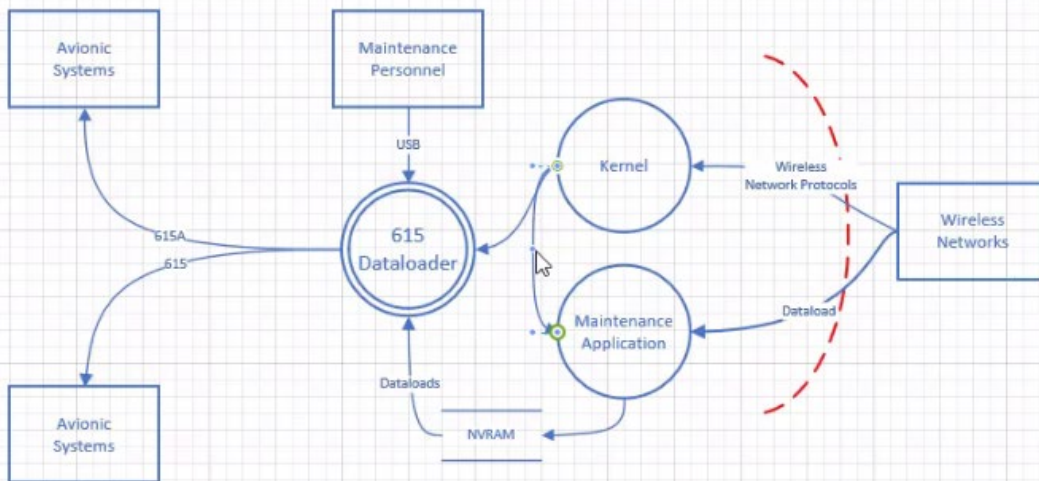 Avionic
Systems
Maintenance
Personnel
USB
Kernel
Wireless
Network Protocols
Wireless
Networks
615A
615
615
Dataloader
Maintenance
Application
Dataload
Dataloads
NVRAM
Avionic
Systems